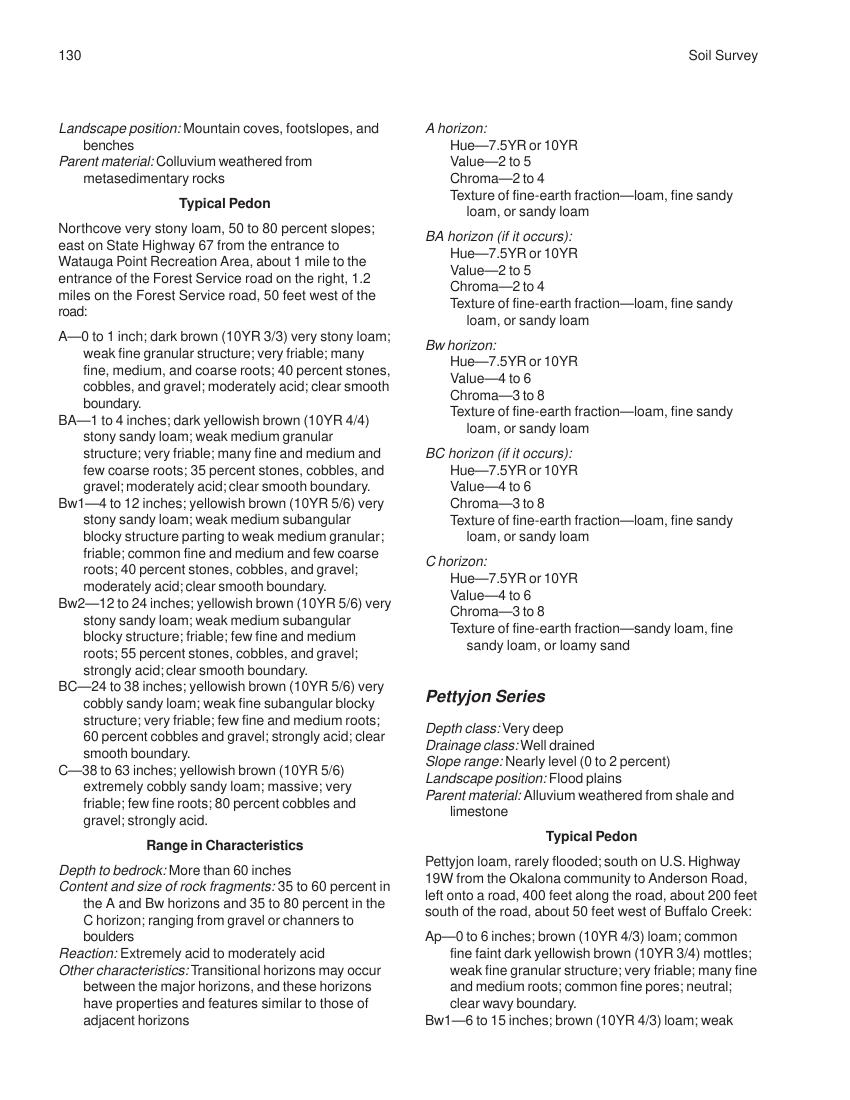 130
Soil Survey
Landscape position: Mountain coves, footslopes, and
benches
Parent material: Colluvium weathered from
metasedimentary rocks
Typical Pedon
Northcove very stony loam, 50 to 80 percent slopes;
east on State Highway 67 from the entrance to
Watauga Point Recreation Area, about 1 mile to the
entrance of the Forest Service road on the right, 1.2
miles on the Forest Service road, 50 feet west of the
road:
A—0 to 1 inch; dark brown (10YR 3/3) very stony loam;
weak fine granular structure; very friable; many
fine, medium, and coarse roots; 40 percent stones,
cobbles, and gravel; moderately acid; clear smooth
boundary.
BA—1 to 4 inches; dark yellowish brown (10YR 4/4)
stony sandy loam; weak medium granular
structure; very friable; many fine and medium and
few coarse roots; 35 percent stones, cobbles, and
gravel; moderately acid; clear smooth boundary.
Bw1—4 to 12 inches; yellowish brown (10YR 5/6) very
stony sandy loam; weak medium subangular
blocky structure parting to weak medium granular;
friable; common fine and medium and few coarse
roots; 40 percent stones, cobbles, and gravel;
moderately acid; clear smooth boundary.
Bw2—12 to 24 inches; yellowish brown (10YR 5/6) very
stony sandy loam; weak medium subangular
blocky structure; friable; few fine and medium
roots; 55 percent stones, cobbles, and gravel;
strongly acid; clear smooth boundary.
BC—24 to 38 inches; yellowish brown (10YR 5/6) very
cobbly sandy loam; weak fine subangular blocky
structure; very friable; few fine and medium roots;
60 percent cobbles and gravel; strongly acid; clear
smooth boundary.
C—38 to 63 inches; yellowish brown (10YR 5/6)
extremely cobbly sandy loam; massive; very
friable; few fine roots; 80 percent cobbles and
gravel; strongly acid.
Range in Characteristics
Depth to bedrock: More than 60 inches
Content and size of rock fragments: 35 to 60 percent in
the A and Bw horizons and 35 to 80 percent in the
C horizon; ranging from gravel or channers to
boulders
Reaction: Extremely acid to moderately acid
Other characteristics: Transitional horizons may occur
between the major horizons, and these horizons
have properties and features similar to those of
adjacent horizons
A horizon:
Hue—7.5YR or 10YR
Value—2 to 5
Chroma—2 to 4
Texture of fine-earth fraction—loam, fine sandy
loam, or sandy loam
BA horizon (if it occurs):
Hue—7.5YR or 10YR
Value—2 to 5
Chroma—2 to 4
Texture of fine-earth fraction—loam, fine sandy
loam, or sandy loam
Bw horizon:
Hue—7.5YR or 10YR
Value—4 to 6
Chroma—3 to 8
Texture of fine-earth fraction—loam, fine sandy
loam, or sandy loam
BC horizon (if it occurs):
Hue—7.5YR or 10YR
Value—4 to 6
Chroma—3 to 8
Texture of fine-earth fraction—loam, fine sandy
loam, or sandy loam
C horizon:
Hue—7.5YR or 10YR
Value—4 to 6
Chroma—3 to 8
Texture of fine-earth fraction—sandy loam, fine
sandy loam, or loamy sand
Pettyjon Series
Depth class: Very deep
Drainage class: Well drained
Slope range: Nearly level (0 to 2 percent)
Landscape position: Flood plains
Parent material: Alluvium weathered from shale and
limestone
Typical Pedon
Pettyjon loam, rarely flooded; south on U.S. Highway
19W from the Okalona community to Anderson Road,
left onto a road, 400 feet along the road, about 200 feet
south of the road, about 50 feet west of Buffalo Creek:
Ap—0 to 6 inches; brown (10YR 4/3) loam; common
fine faint dark yellowish brown (10YR 3/4) mottles;
weak fine granular structure; very friable; many fine
and medium roots; common fine pores; neutral;
clear wavy boundary.
Bw1—6 to 15 inches; brown (10YR 4/3) loam; weak